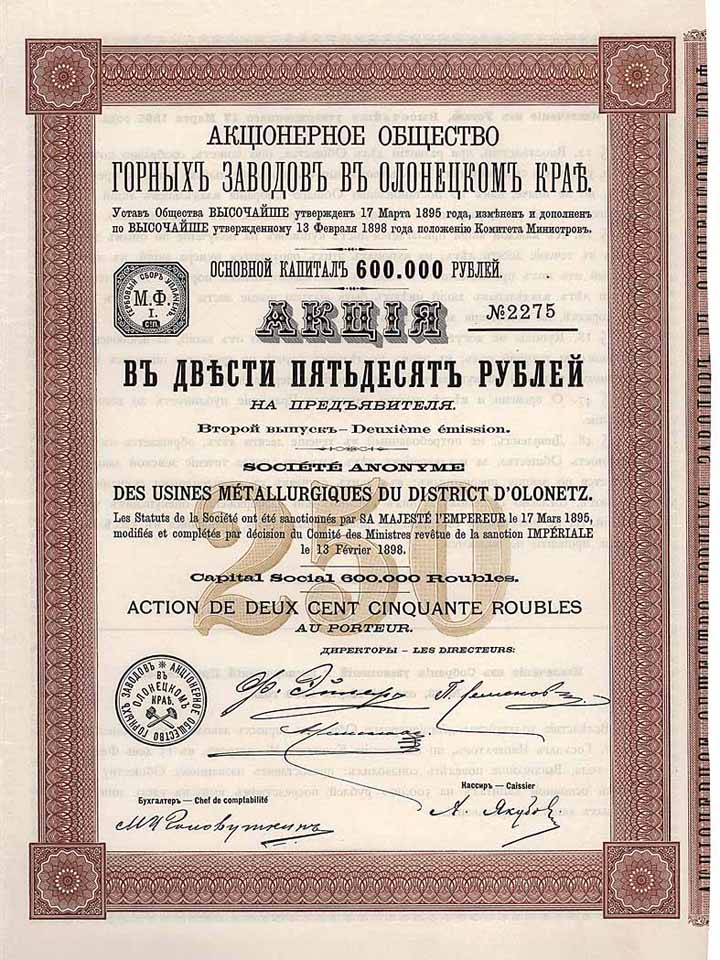 АКЦІОНЕРНОЕ ОБЩЕСТВО
ГОРНЫХЪ ЗАВОДОВЪ ВЪ ОЛОНЕЦКОМЪ КРАѢ.
Уставъ Общества ВЫСОЧАЙШЕ утвержденъ 17 Марта 1895 года, измѣненъ и дополненъ
по ВЫСОЧАЙШЕ утвержденному 13 Февраля 1898 года положенію Комитета Министровъ.
ОСНОВНОЙ КАПИТАЛЪ 600.000 РУБЛЕЙ.
ГЕРБОВЫЙ СБОРЪ УПЛАЧЕНЪ
М.Ф.
I.
СПБ
АКЦІЯ
№2275
ВЪ ДВѢСТИ ПЯТЬДЕСЯТЪ РУБЛЕЙ
НА ПРЕДЪЯВИТЕЛЯ.
Второй выпускъ – Deuxième émission.
SOCIÉTÉ ANONYME
DES USINES MÉTALLURGIQUES DU DISTRICT D'OLONETZ.
250
Les Statuts de la Société ont été sanctionnés par SA MAJESTÉ l'EMPEREUR le 17 Mars 1895,
modifiés et complétés par décision du Comité des Ministres revêtue de la sanction IMPÉRIALE
le 13 Février 1898.
Capital Social 600.000 Roubles.
ACTION DE DEUX CENT CINQUANTE ROUBLES
AU PORTEUR.
ДИРЕКТОРЫ – LES DIRECTEURS:
АКЦІОНЕРНОЕ ОБЩЕСТВО ГОРНЫХЪ ЗАВОДОВЪ
ВЪ
ОЛОНЕЦКОМЪ
КРАѢ.
Кассиръ – Caissier
А. Якубов
Бухгалтеръ – Chef de comptabilité